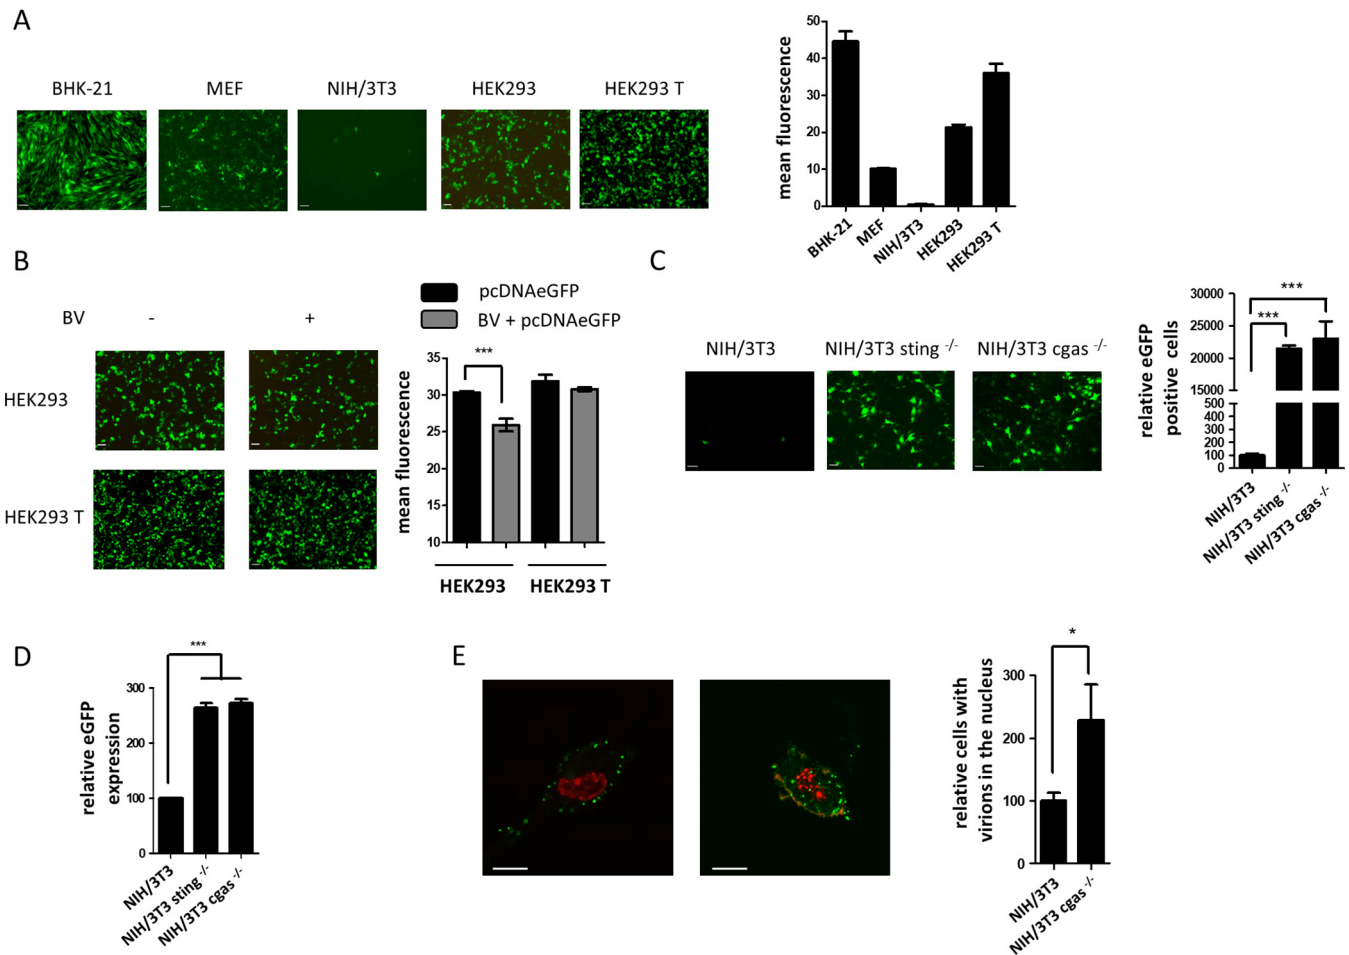 A
BHK-21 MEF NIH/3T3 HEK293 HEK293 T
mean fluorescence
50
40
30
20
10
0
BHK-21 MEF NIH/3T3 HEK293 HEK293 T
B
BV - +
HEK293
HEK293 T
pcDNAeGFP
BV + pcDNAeGFP
mean fluorescence
35
30
25
20
15
10
***
HEK293 HEK293 T
C
NIH/3T3 NIH/3T3 sting -/- NIH/3T3 cgas -/-
relative eGFP
positive cells
30000
25000
20000
15000
500
400
300
200
100
0
***
***
NIH/3T3 NIH/3T3 sting -/- NIH/3T3 cgas -/-
D
relative eGFP
expression
300
200
100
0
***
NIH/3T3 NIH/3T3 sting -/- NIH/3T3 cgas -/-
E
relative cells with
virions in the nucleus
300
200
100
0
*
NIH/3T3 NIH/3T3 cgas -/-